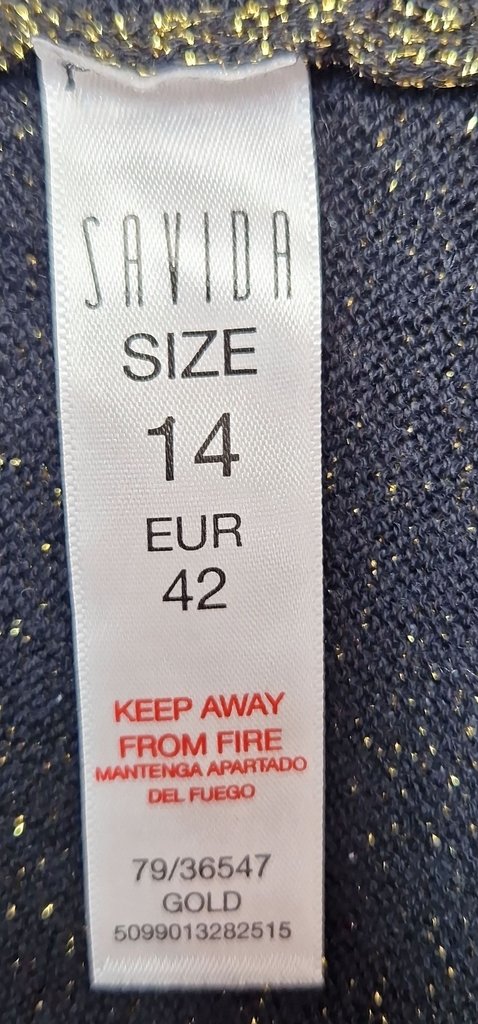 SAVIDA
SIZE
14
EUR
42
KEEP AWAY
FROM FIRE
MANTENGA APARTADO
DEL FUEGO
79/36547
GOLD
5099013282515